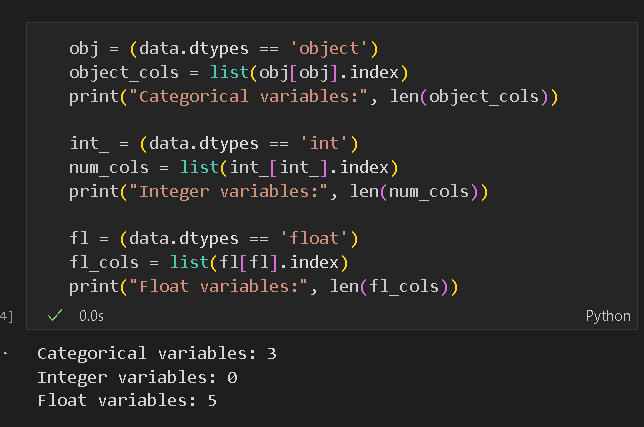 obj = (data.dtypes == 'object')
object_cols = list(obj[obj].index)
print("Categorical variables:", len(object_cols))
int_ = (data.dtypes == 'int')
num_cols = list(int_[int_].index)
print("Integer variables:", len(num_cols))
fl = (data.dtypes == 'float')
fl_cols = list(fl[fl].index)
print("Float variables:", len(fl_cols))
4] ✓ 0.0s Python
Categorical variables: 3
Integer variables: 0
Float variables: 5